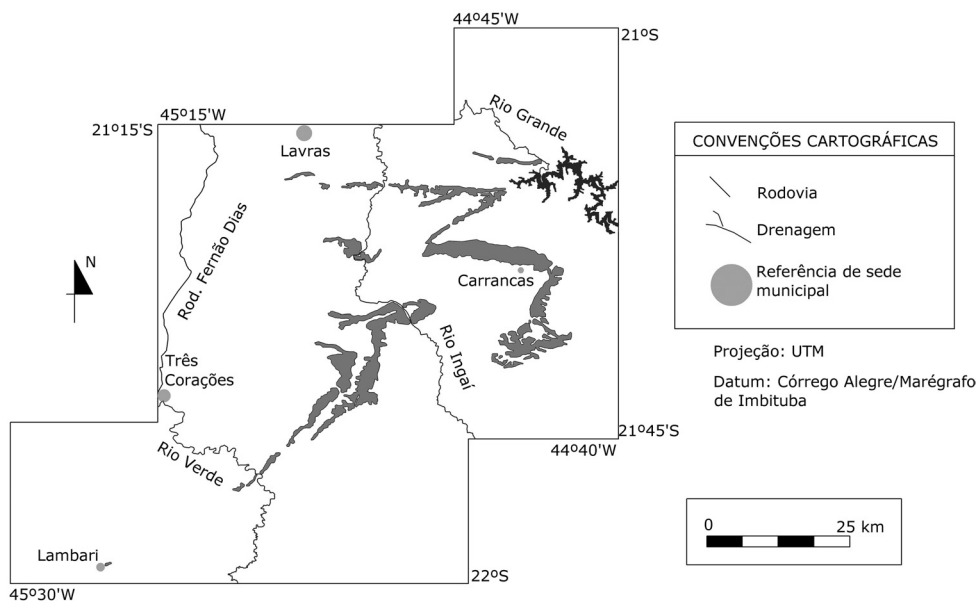 44º45'W
21ºS
Rio Grande
45º15'W
21º15'S
Lavras
CONVENÇÕES CARTOGRÁFICAS
Rodovia
Drenagem
Referência de sede
municipal
N
Rod. Fernão Dias
Carrancas
Rio Ingaí
Projeção: UTM
Datum: Córrego Alegre/Marégrafo
de Imbituba
Três
Corações
21º45'S
44º40'W
Rio Verde
0 25 km
Lambari
22ºS
45º30'W